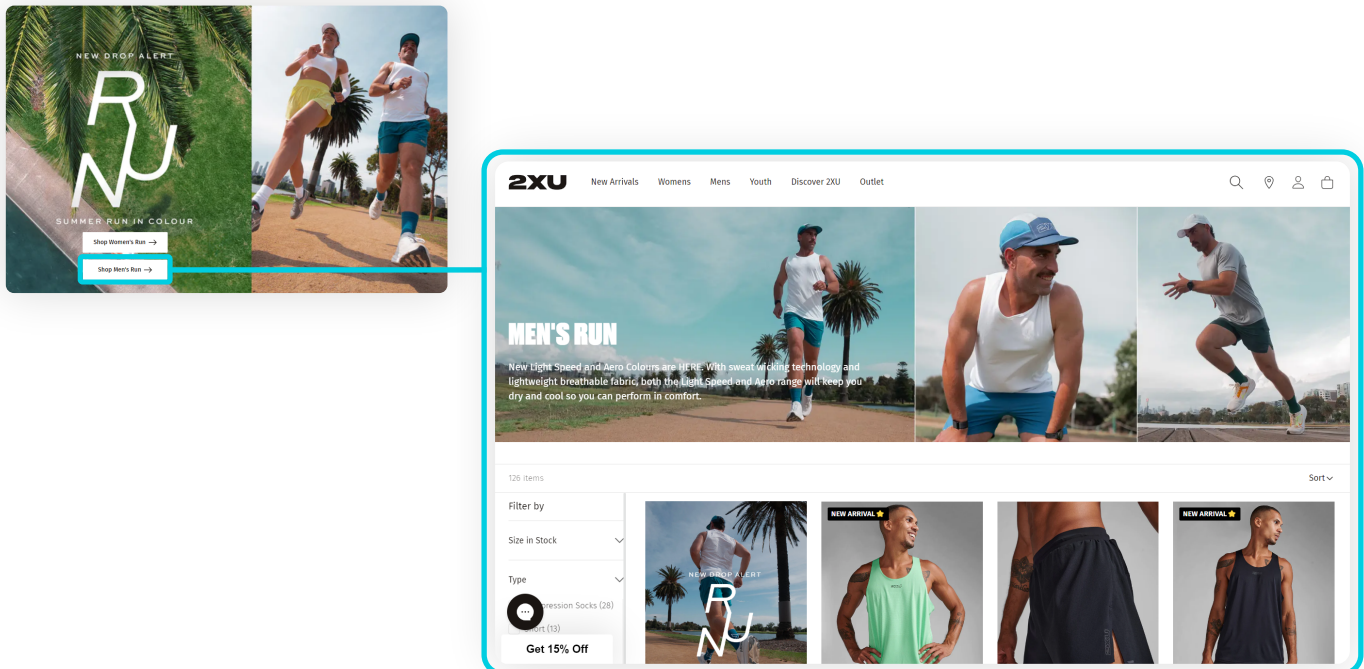 NEW DROP ALERT
RUN
SUMMER RUN IN COLOUR
Shop Women's Run →
Shop Men's Run →
2XU
New Arrivals Womens Mens Youth Discover 2XU Outlet
MEN'S RUN
New Light Speed and Aero Colours are HERE. With sweat wicking technology and
lightweight breathable fabric, both the Light Speed and Aero range will keep you
dry and cool so you can perform in comfort.
126 items
Sort
Filter by
Size in Stock
Type
pression Socks (28)
ort (13)
Get 15% Off
NEW DROP ALERT
RUN
NEW ARRIVAL ⭐
NEW ARRIVAL ⭐